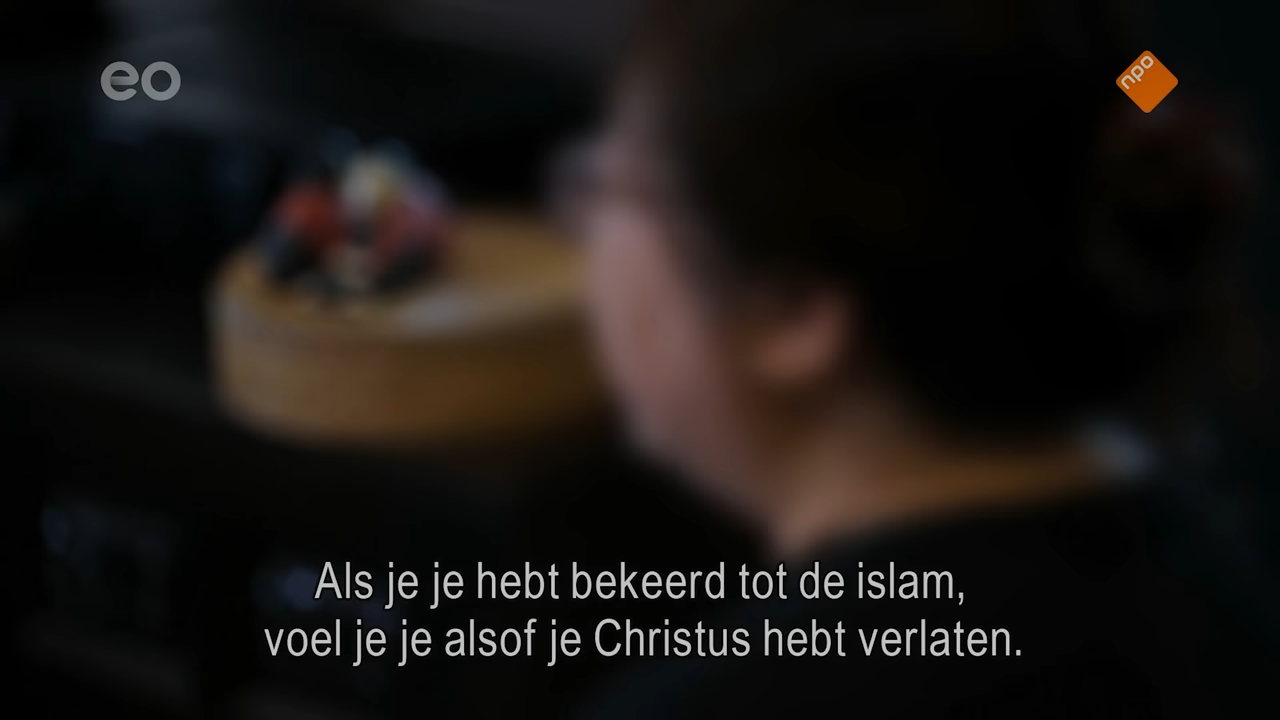 eo
npo
Als je je hebt bekeerd tot de islam,
voel je je alsof je Christus hebt verlaten.